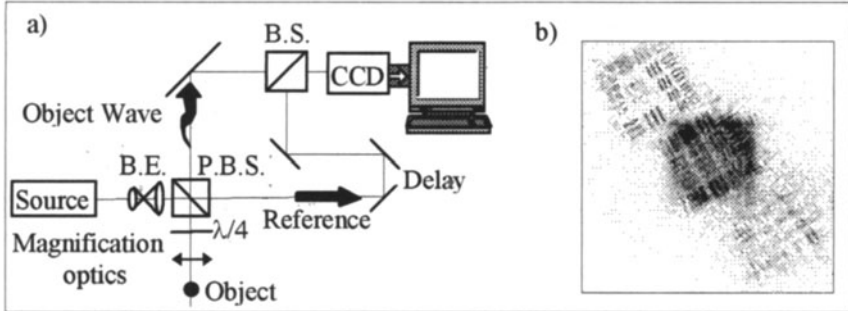 a)
B.S.
b)
CCD
Object Wave
B.E.
P.B.S.
Source
Delay
Reference
λ/4
Magnification
optics
Object